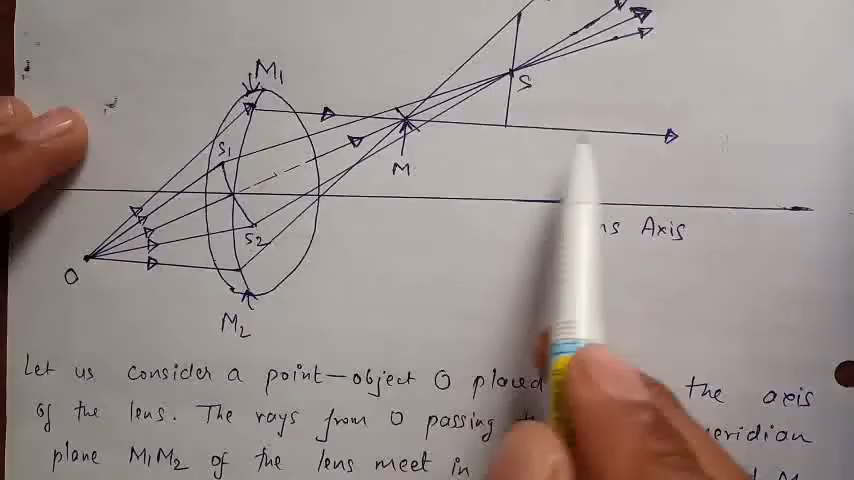 M1
S
S1
M
S2
Axis
O
M2
Let us consider a point-object O placed the axis
of the lens. The rays from O passing
plane M1M2 of the lens meet in